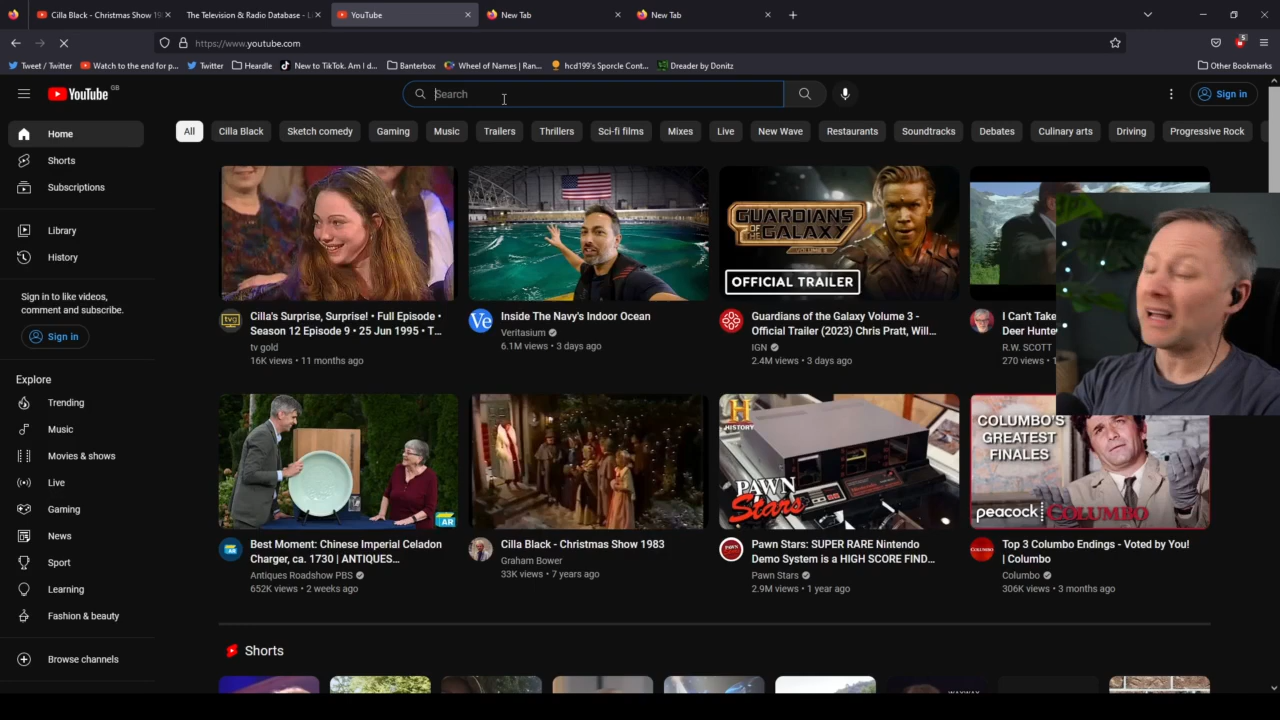 Cilla Black - Christmas Show 19
The Television & Radio Database -
YouTube
New Tab
New Tab
https://www.youtube.com
5
Tweet / Twitter
Watch to the end for p...
Twitter
Heardle
New to TikTok. Am I d...
Banterbox
Wheel of Names | Ran...
hcd199's Sporcle Cont...
Dreader by Donitz
Other Bookmarks
YouTube GB
Search
Sign in
Home
Shorts
Subscriptions
Library
History
Sign in to like videos,
comment and subscribe.
Sign in
Explore
Trending
Music
Movies & shows
Live
Gaming
News
Sport
Learning
Fashion & beauty
Browse channels
All
Cilla Black
Sketch comedy
Gaming
Music
Trailers
Thrillers
Sci-fi films
Mixes
Live
New Wave
Restaurants
Soundtracks
Debates
Culinary arts
Driving
Progressive Rock
GUARDIANS
OF THE GALAXY
VOLUME 3
OFFICIAL TRAILER
tvg
Cilla's Surprise, Surprise! • Full Episode •
Season 12 Episode 9 • 25 Jun 1995 • T...
tv gold
16K views • 11 months ago
Ve
Inside The Navy's Indoor Ocean
Veritasium
6.1M views • 3 days ago
Guardians of the Galaxy Volume 3 -
Official Trailer (2023) Chris Pratt, Will...
IGN
2.4M views • 3 days ago
I Can't Take
Deer Hunte
R.W. SCOTT
270 views •
AR
H
HISTORY
PAWN
Stars
COLUMBO'S
GREATEST
FINALES
peacock
COLUMBO
AR
Best Moment: Chinese Imperial Celadon
Charger, ca. 1730 | ANTIQUES...
Antiques Roadshow PBS
652K views • 2 weeks ago
Cilla Black - Christmas Show 1983
Graham Bower
33K views • 7 years ago
Pawn Stars: SUPER RARE Nintendo
Demo System is a HIGH SCORE FIND...
Pawn Stars
2.9M views • 1 year ago
COLUMBO
Top 3 Columbo Endings - Voted by You!
| Columbo
Columbo
306K views • 3 months ago
Shorts